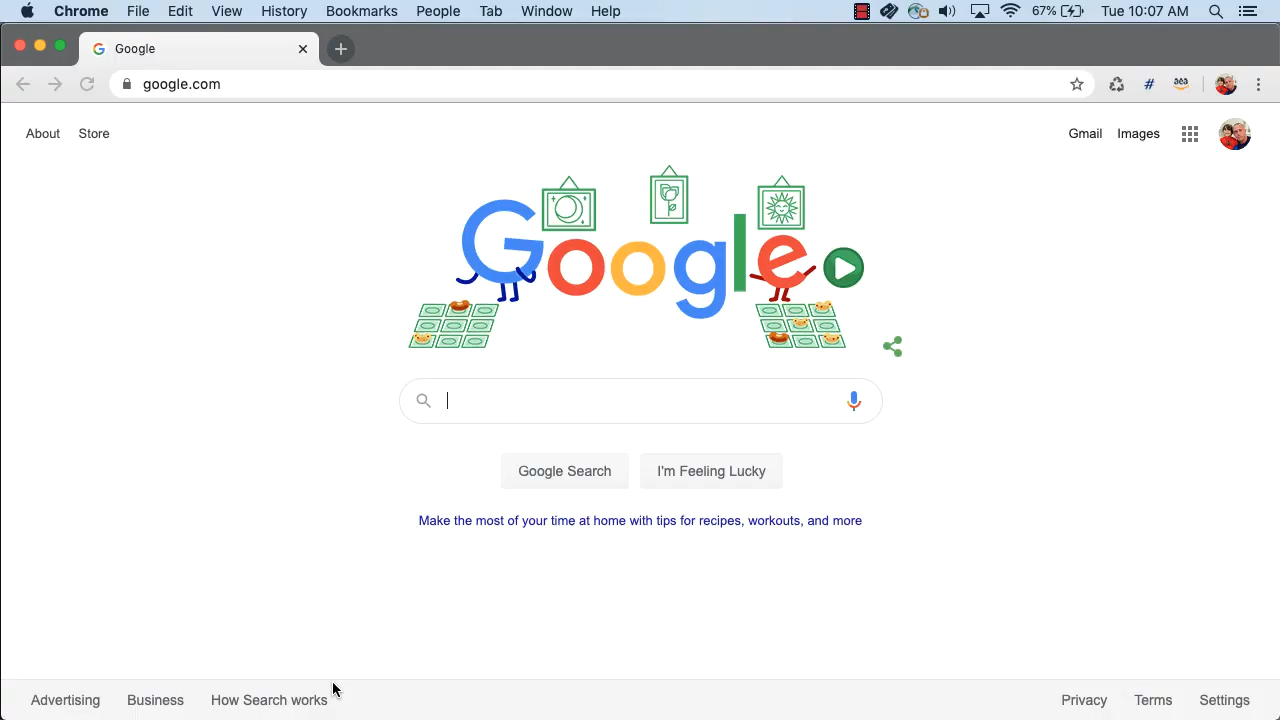 Chrome File Edit View History Bookmarks People Tab Window Help 67% Tue 10:07 AM
Google
google.com # aea
About Store Gmail Images
Google
Google Search I'm Feeling Lucky
Make the most of your time at home with tips for recipes, workouts, and more
Advertising Business How Search works Privacy Terms Settings